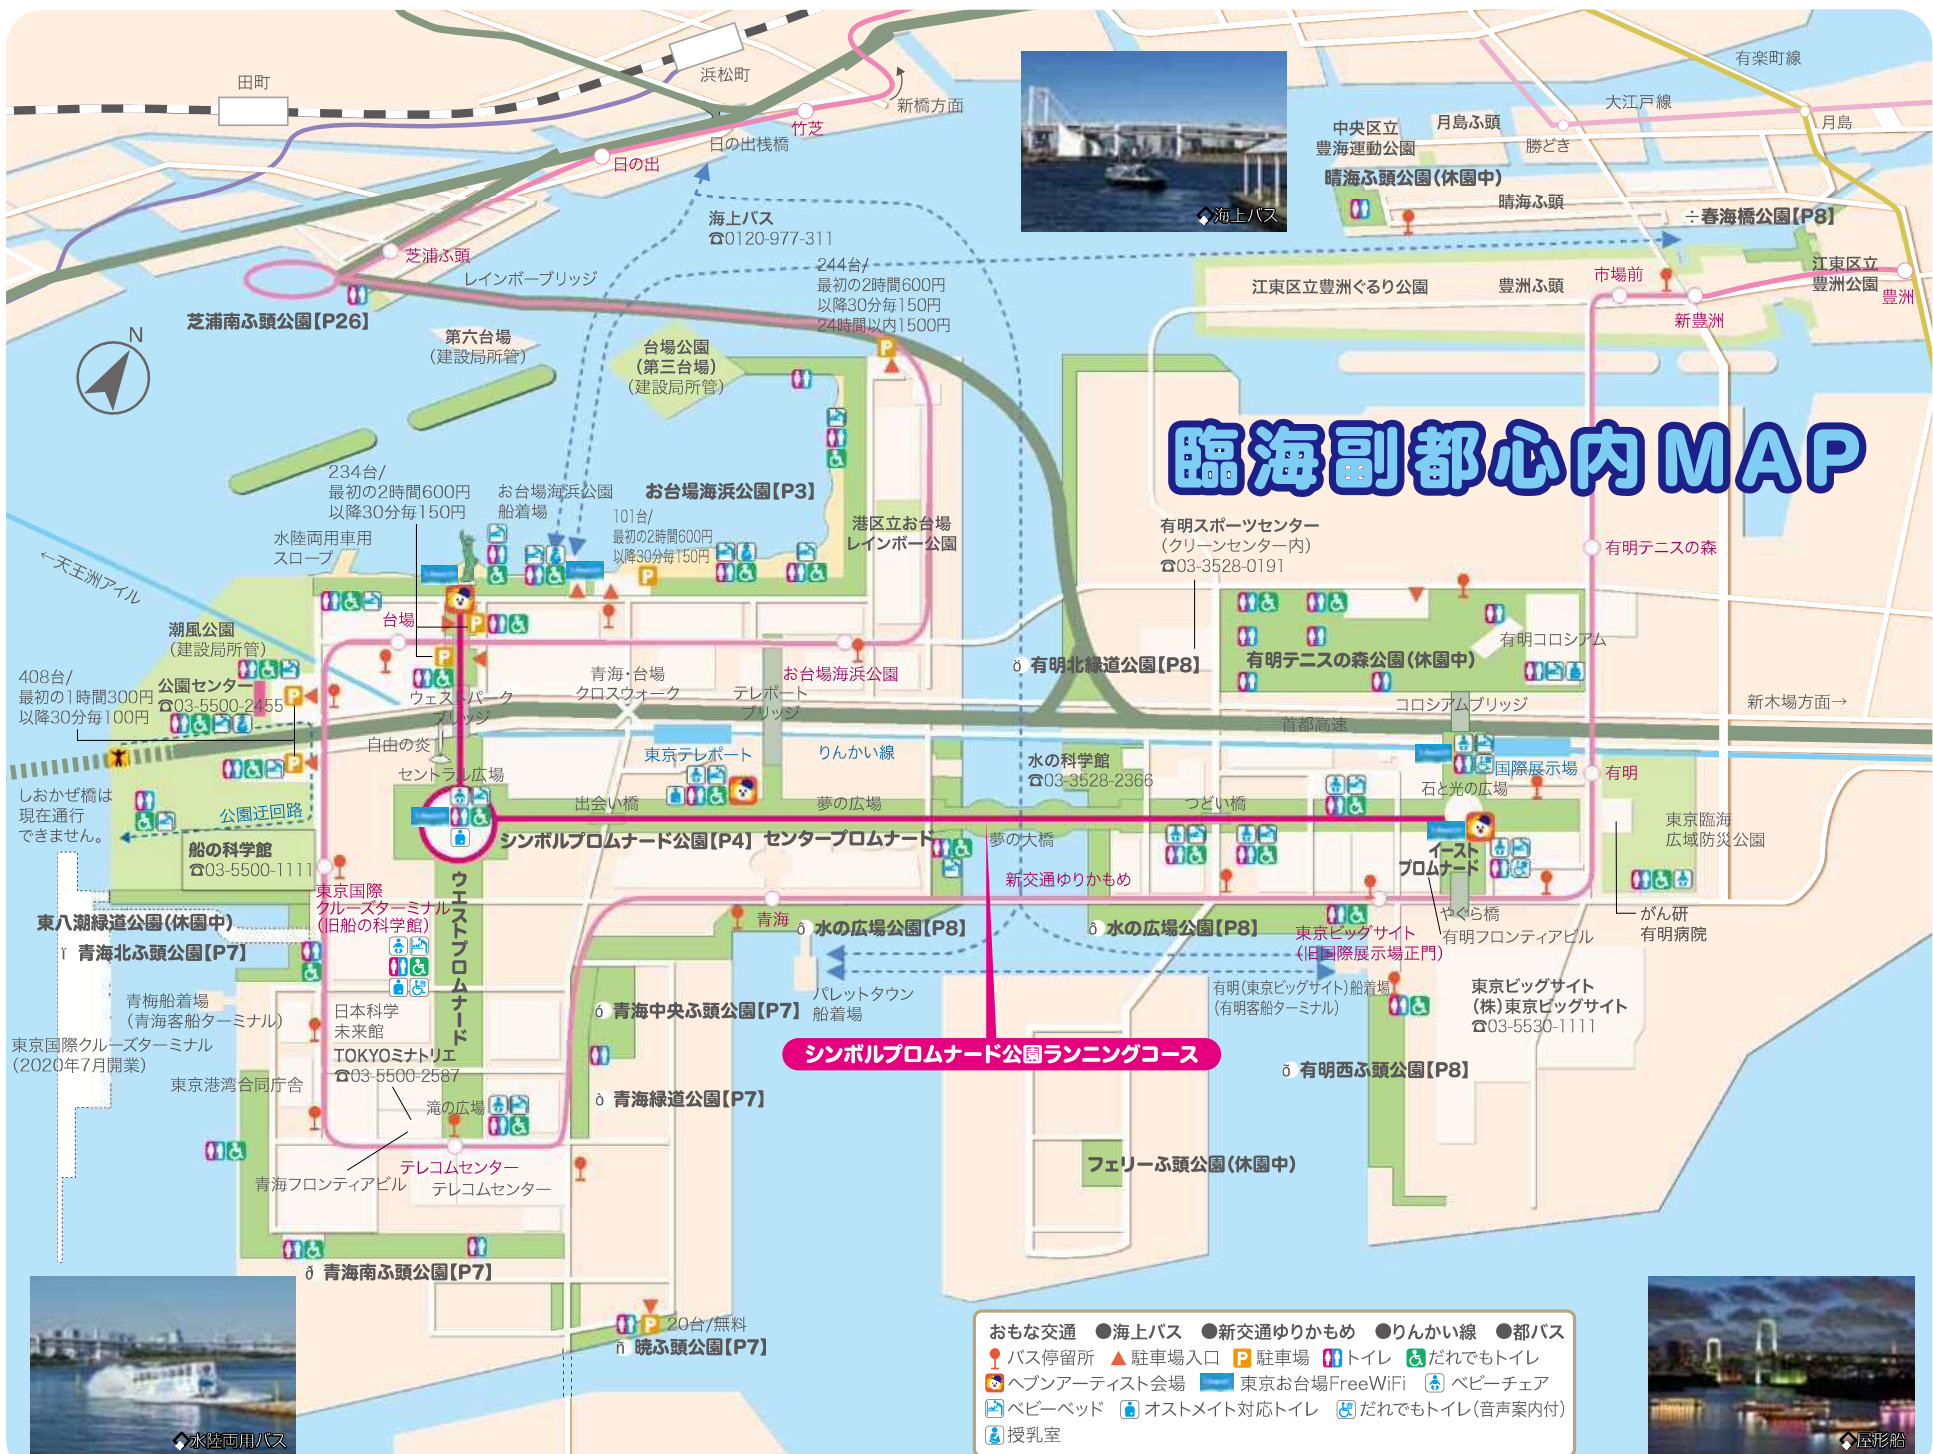 臨海副都心内MAP
田町
浜松町
新橋方面
竹芝
日の出桟橋
日の出
芝浦ふ頭
レインボーブリッジ
芝浦南ふ頭公園【P26】
N
海上バス
☎0120-977-311
244台/
最初の2時間600円
以降30分毎150円
24時間以内1500円
海上バス
有楽町線
大江戸線
月島
勝どき
月島ふ頭
中央区立
豊海運動公園
晴海ふ頭公園(休園中)
晴海ふ頭
÷春海橋公園【P8】
江東区立豊洲ぐるり公園
豊洲ふ頭
市場前
新豊洲
江東区立
豊洲公園
豊洲
第六台場
(建設局所管)
台場公園
(第三台場)
(建設局所管)
234台/
最初の2時間600円
以降30分毎150円
お台場海浜公園
船着場
お台場海浜公園【P3】
101台/
最初の2時間600円
以降30分毎150円
水陸両用車用
スロープ
←天王洲アイル
港区立お台場
レインボー公園
有明スポーツセンター
(クリーンセンター内)
☎03-3528-0191
有明テニスの森
潮風公園
(建設局所管)
台場
408台/
最初の1時間300円
以降30分毎100円
公園センター
☎03-5500-2455
ウェストパーク
ブリッジ
青海・台場
クロスウォーク
テレポート
ブリッジ
お台場海浜公園
ð 有明北緑道公園【P8】
有明テニスの森公園(休園中)
有明コロシアム
コロシアムブリッジ
首都高速
新木場方面→
自由の炎
セントラル広場
東京テレポート
りんかい線
水の科学館
☎03-3528-2366
国際展示場
石と光の広場
有明
しおかぜ橋は
現在通行
できません。
公園迂回路
出会い橋
夢の広場
つどい橋
シンボルプロムナード公園【P4】
センタープロムナード
夢の大橋
イースト
プロムナード
東京臨海
広域防災公園
船の科学館
☎03-5500-1111
東京国際
クルーズターミナル
(旧船の科学館)
ウエストプロムナード
新交通ゆりかもめ
青海
ð 水の広場公園【P8】
ð 水の広場公園【P8】
東京ビッグサイト
(旧国際展示場正門)
やぐら橋
有明フロンティアビル
がん研
有明病院
東八潮緑道公園(休園中)
ï 青海北ふ頭公園【P7】
青梅船着場
(青海客船ターミナル)
東京国際クルーズターミナル
(2020年7月開業)
日本科学
未来館
TOKYOミナトリエ
☎03-5500-2587
東京港湾合同庁舎
滝の広場
青海フロンティアビル
テレコムセンター
テレコムセンター
ó 青海中央ふ頭公園【P7】
パレットタウン
船着場
有明(東京ビッグサイト)船着場
(有明客船ターミナル)
東京ビッグサイト
(株)東京ビッグサイト
☎03-5530-1111
シンボルプロムナード公園ランニングコース
ð 有明西ふ頭公園【P8】
ò 青海緑道公園【P7】
フェリーふ頭公園(休園中)
ð 青海南ふ頭公園【P7】
20台/無料
ñ 暁ふ頭公園【P7】
水陸両用バス
おもな交通 ●海上バス ●新交通ゆりかもめ ●りんかい線 ●都バス
バス停留所 ▲駐車場入口 P 駐車場 トイレ だれでもトイレ
ヘブンアーティスト会場 東京お台場FreeWiFi ベビーチェア
ベビーベッド オストメイト対応トイレ だれでもトイレ(音声案内付)
授乳室
屋形船